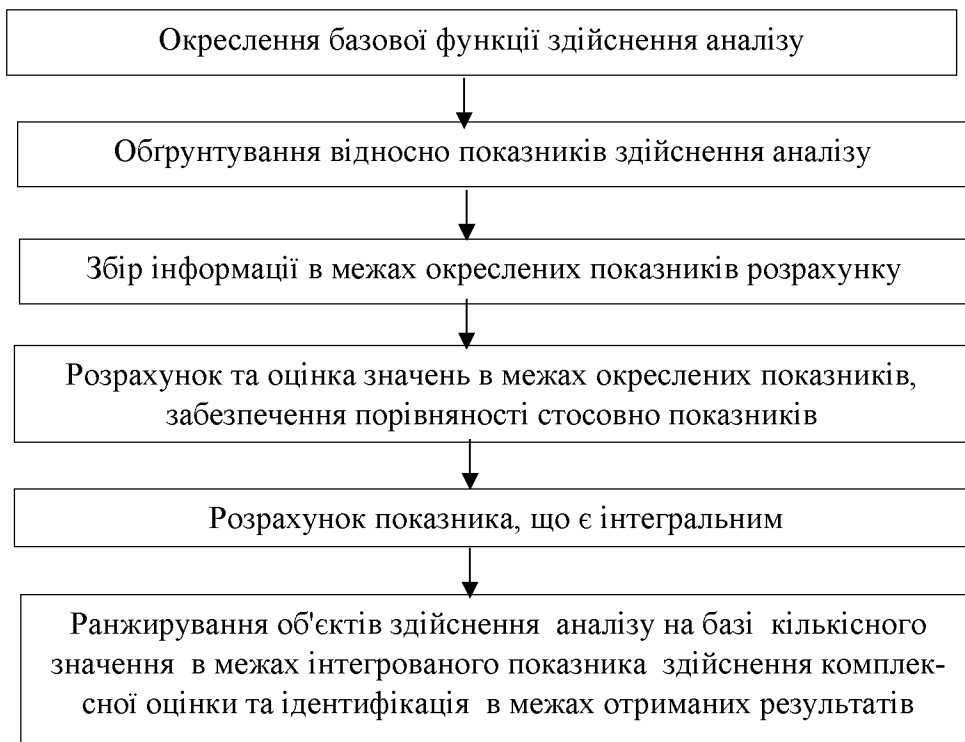 Окреслення базової функції здійснення аналізу
Обґрунтування відносно показників здійснення аналізу
Збір інформації в межах окреслених показників розрахунку
Розрахунок та оцінка значень в межах окреслених показників,
забезпечення порівняності стосовно показників
Розрахунок показника, що є інтегральним
Ранжирування об'єктів здійснення аналізу на базі кількісного
значення в межах інтегрованого показника здійснення комплек-
сної оцінки та ідентифікація в межах отриманих результатів